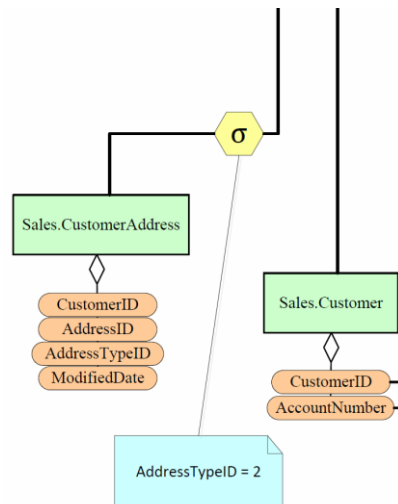 σ
Sales.CustomerAddress
CustomerID
AddressID
AddressTypeID
ModifiedDate
Sales.Customer
CustomerID
AccountNumber
AddressTypeID = 2